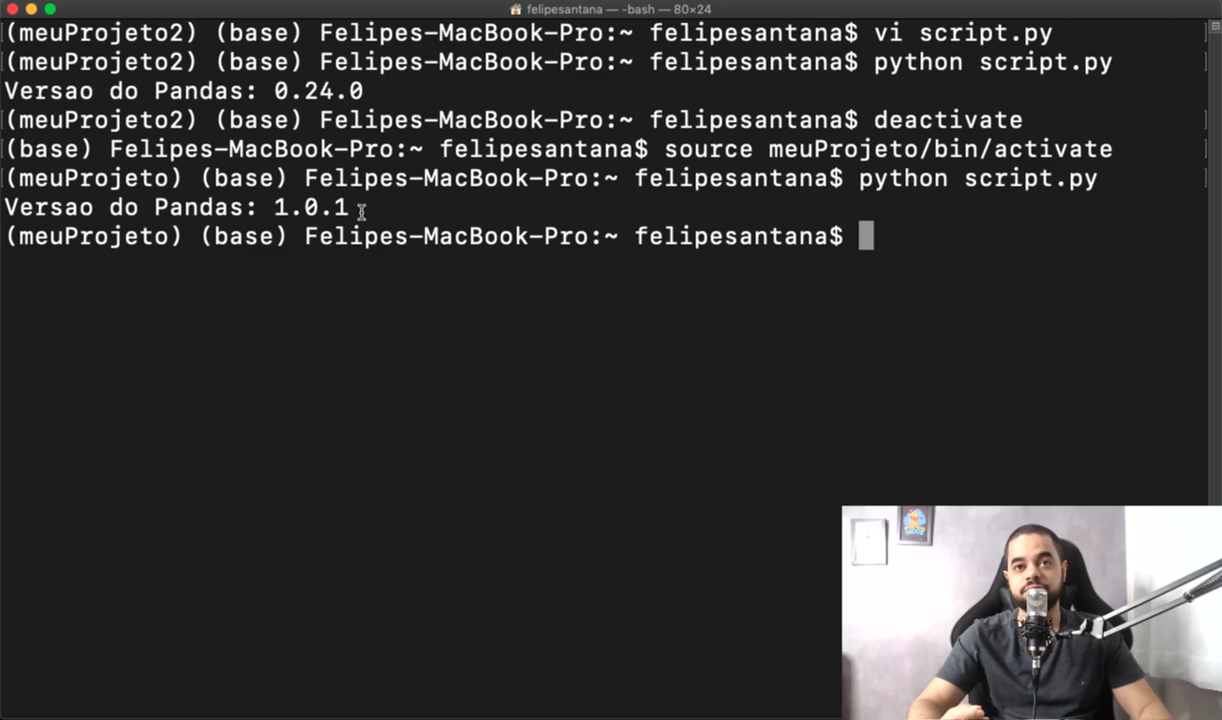 felipesantana — -bash — 80×24
(meuProjeto2) (base) Felipes-MacBook-Pro:~ felipesantana$ vi script.py
(meuProjeto2) (base) Felipes-MacBook-Pro:~ felipesantana$ python script.py
Versao do Pandas: 0.24.0
(meuProjeto2) (base) Felipes-MacBook-Pro:~ felipesantana$ deactivate
(base) Felipes-MacBook-Pro:~ felipesantana$ source meuProjeto/bin/activate
(meuProjeto) (base) Felipes-MacBook-Pro:~ felipesantana$ python script.py
Versao do Pandas: 1.0.1
(meuProjeto) (base) Felipes-MacBook-Pro:~ felipesantana$